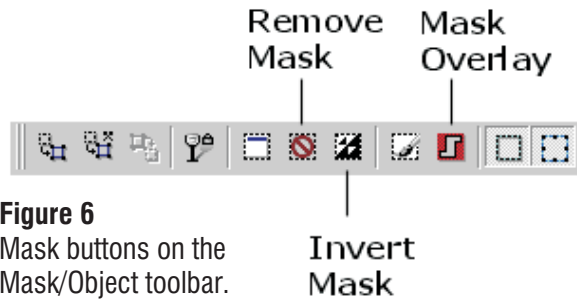 Remove
Mask
Mask
Overlay
Figure 6
Mask buttons on the
Mask/Object toolbar.
Invert
Mask